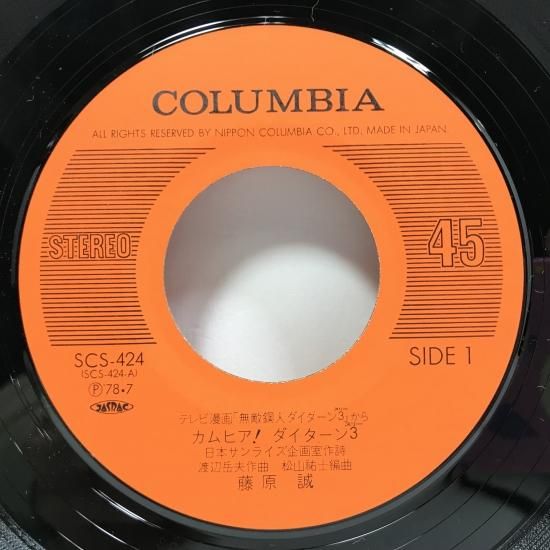 COLUMBIA
ALL RIGHTS RESERVED BY NIPPON COLUMBIA CO., LTD. MADE IN JAPAN.
STEREO
45
SCS-424
(SCS-424-A)
Ⓟ78•7
JASRAC
SIDE 1
テレビ漫画「無敵鋼人ダイターン3」から
カムヒア! ダイターン3
日本サンライズ企画室作詩
渡辺岳夫作曲 松山祐士編曲
藤原 誠